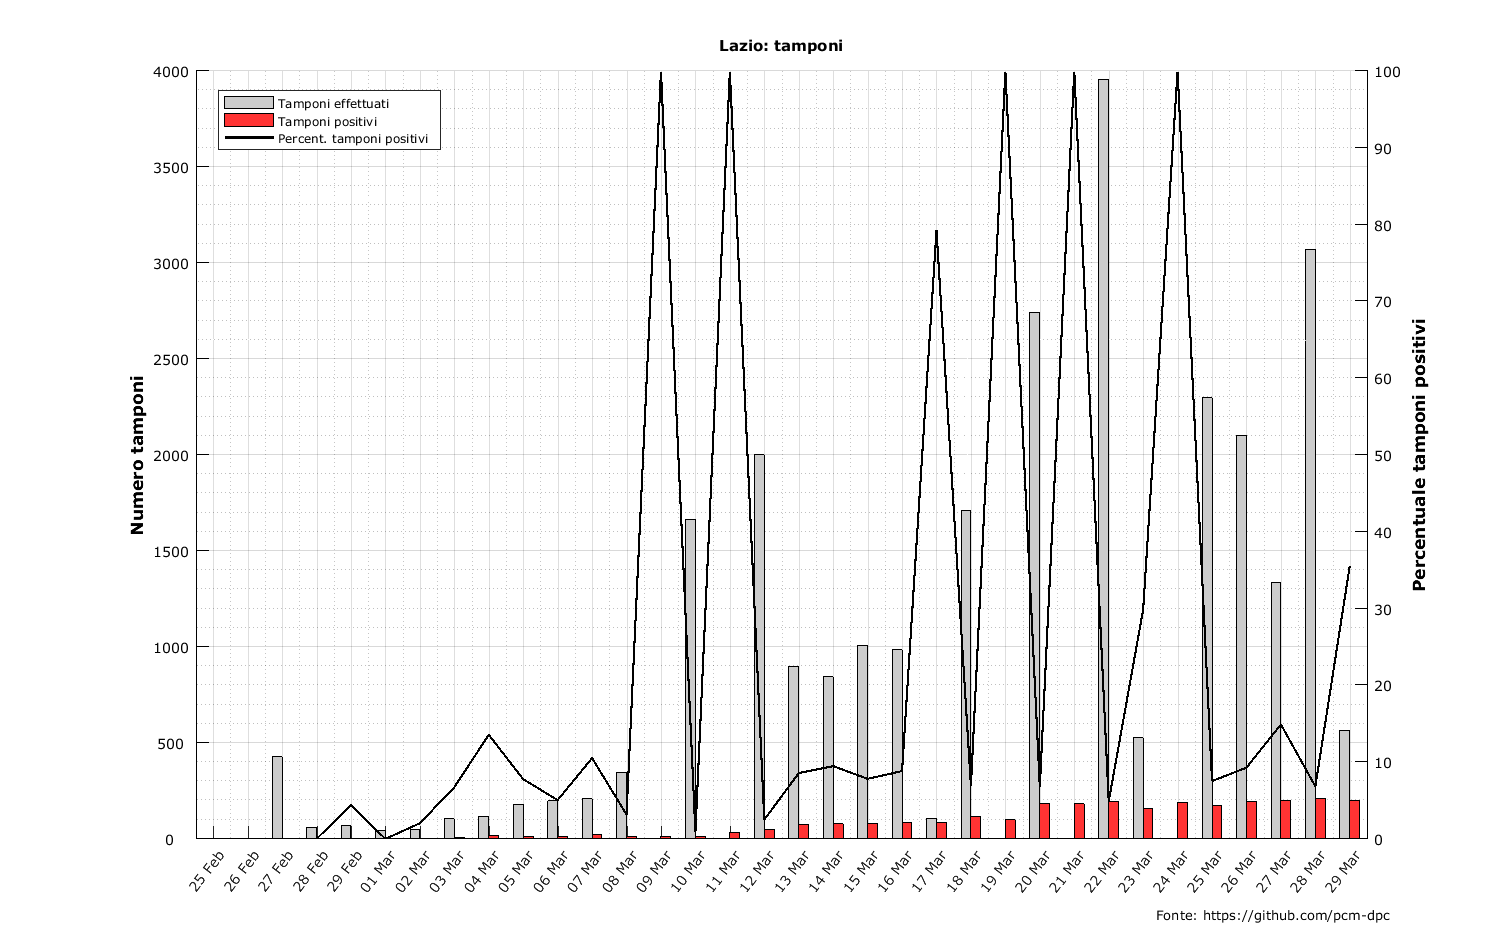 Lazio: tamponi
Tamponi effettuati
Tamponi positivi
Percent. tamponi positivi
Numero tamponi
4000
3500
3000
2500
2000
1500
1000
500
0
Percentuale tamponi positivi
100
90
80
70
60
50
40
30
20
10
0
25 Feb
26 Feb
27 Feb
28 Feb
29 Feb
01 Mar
02 Mar
03 Mar
04 Mar
05 Mar
06 Mar
07 Mar
08 Mar
09 Mar
10 Mar
11 Mar
12 Mar
13 Mar
14 Mar
15 Mar
16 Mar
17 Mar
18 Mar
19 Mar
20 Mar
21 Mar
22 Mar
23 Mar
24 Mar
25 Mar
26 Mar
27 Mar
28 Mar
29 Mar
Fonte: https://github.com/pcm-dpc